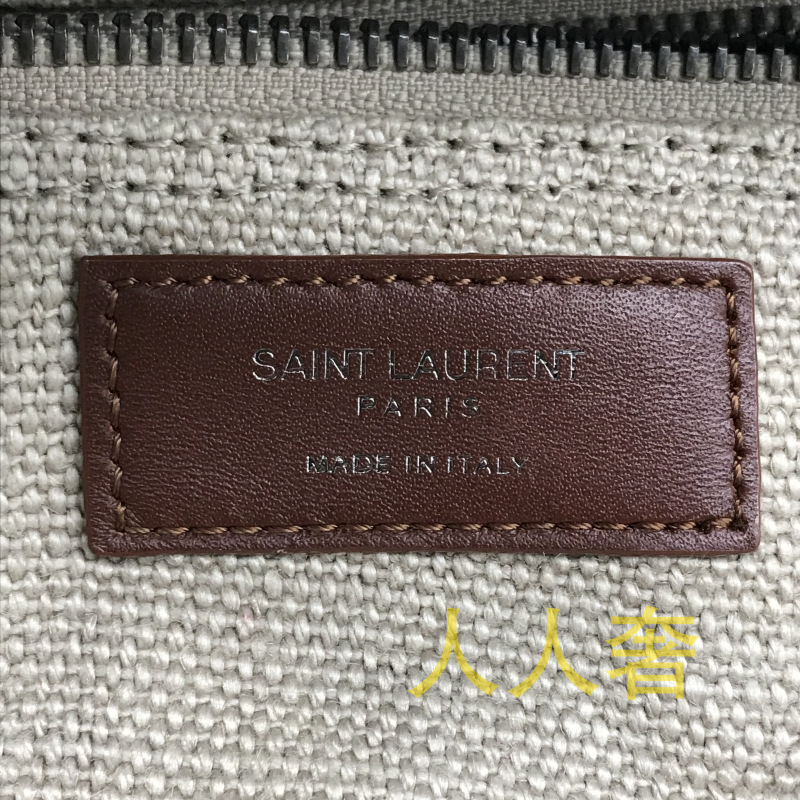 SAINT LAURENT
PARIS
MADE IN ITALY
人人奢